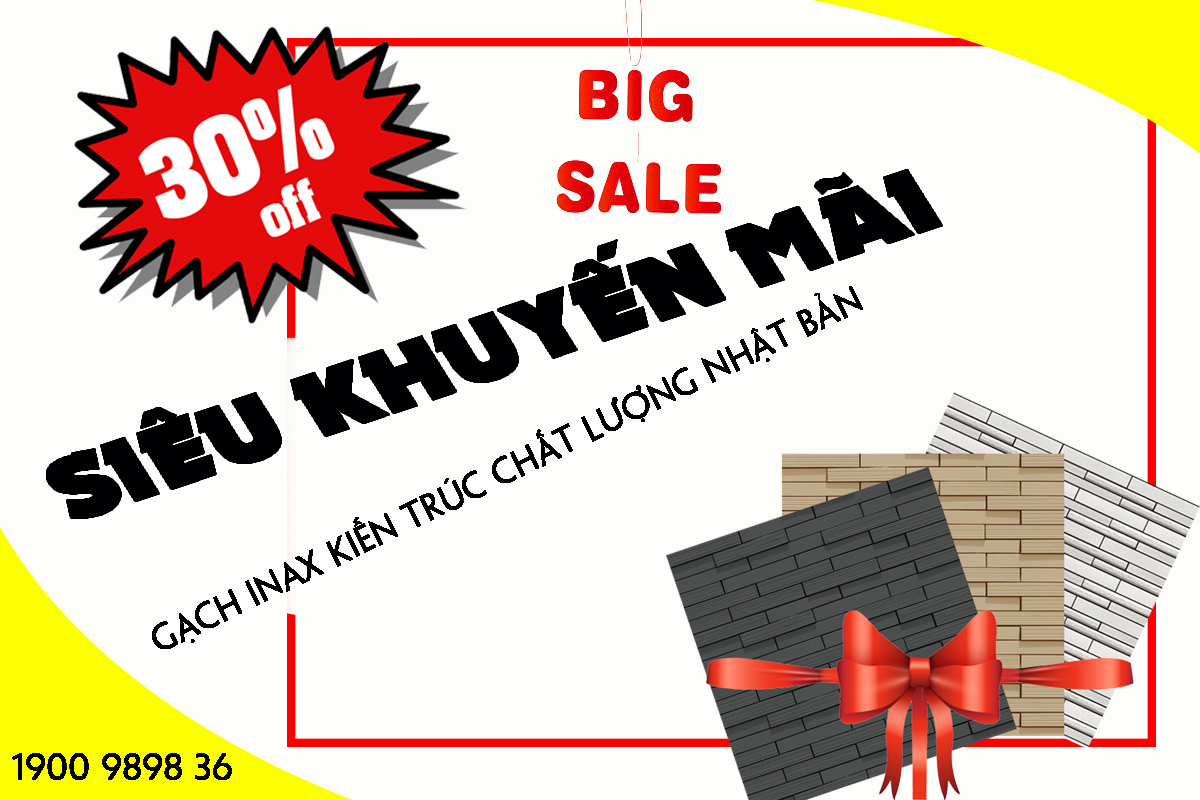 30%
off
BIG
SALE
SIÊU KHUYẾN MÃI
GẠCH INAX KIẾN TRÚC CHẤT LƯỢNG NHẬT BẢN
1900 9898 36